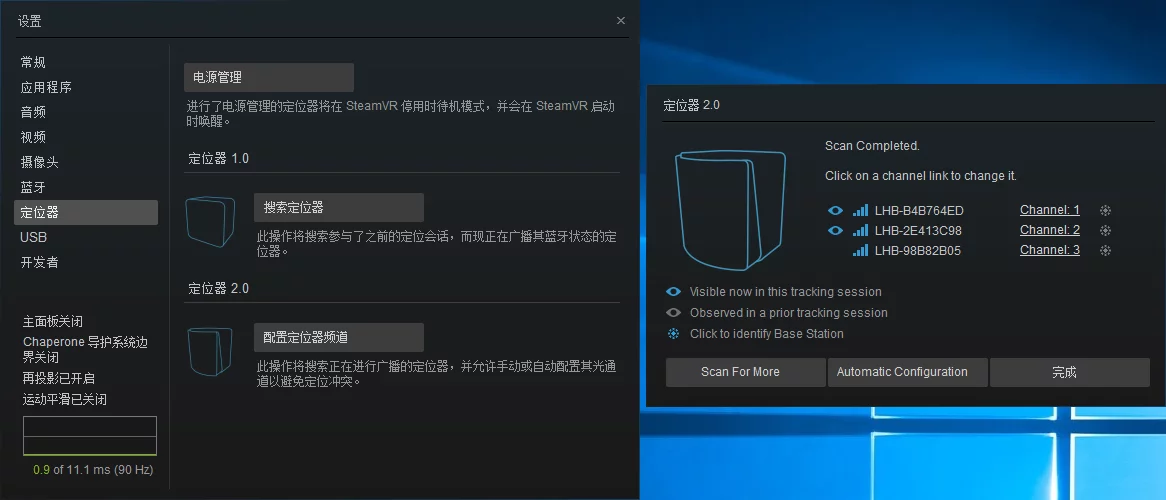 设置
常规
应用程序
音频
视频
摄像头
蓝牙
定位器
USB
开发者
主面板关闭
Chaperone 导护系统边
界关闭
再投影已开启
运动平滑已关闭
0.9 of 11.1 ms (90 Hz)
电源管理
进行了电源管理的定位器将在 SteamVR 停用时待机模式，并会在 SteamVR 启动
时唤醒。
定位器 1.0
搜索定位器
此操作将搜索参与了之前的定位会话，而现正在广播其蓝牙状态的定
位器。
定位器 2.0
配置定位器频道
此操作将搜索正在进行广播的定位器，并允许手动或自动配置其光通
道以避免定位冲突。
定位器 2.0
Scan Completed.
Click on a channel link to change it.
LHB-B4B764ED Channel: 1
LHB-2E413C98 Channel: 2
LHB-98B82B05 Channel: 3
Visible now in this tracking session
Observed in a prior tracking session
Click to identify Base Station
Scan For More Automatic Configuration 完成